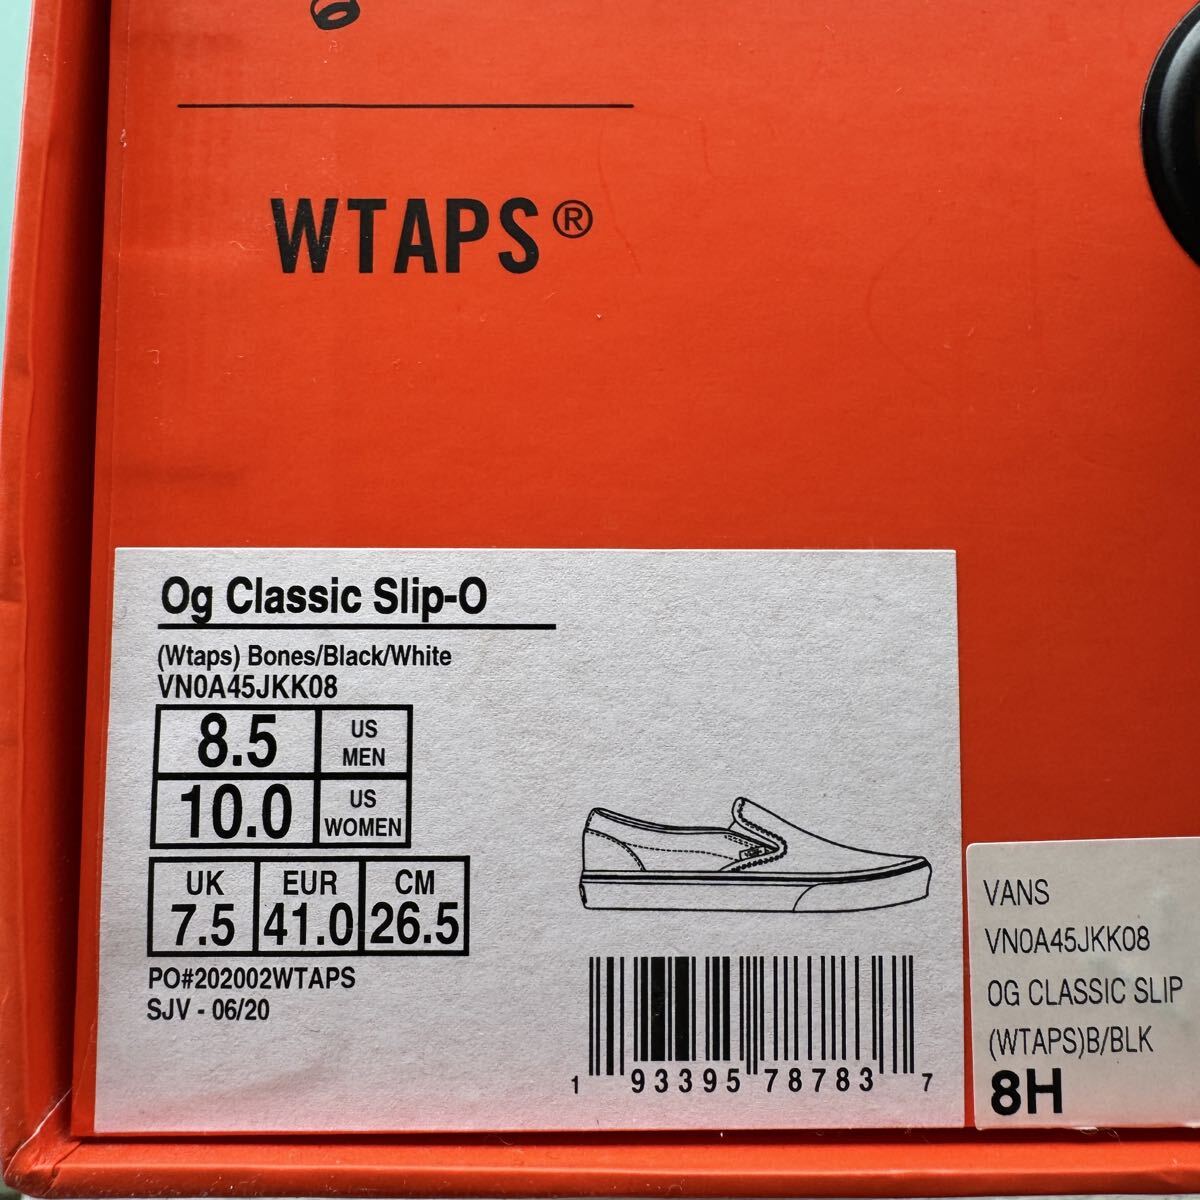 WTAPS®
Og Classic Slip-O
(Wtaps) Bones/Black/White
VN0A45JKK08
8.5 US MEN
10.0 US WOMEN
UK EUR CM
7.5 41.0 26.5
PO#202002WTAPS
SJV - 06/20
1 93395 78783 7
VANS
VN0A45JKK08
OG CLASSIC SLIP
(WTAPS)B/BLK
8H